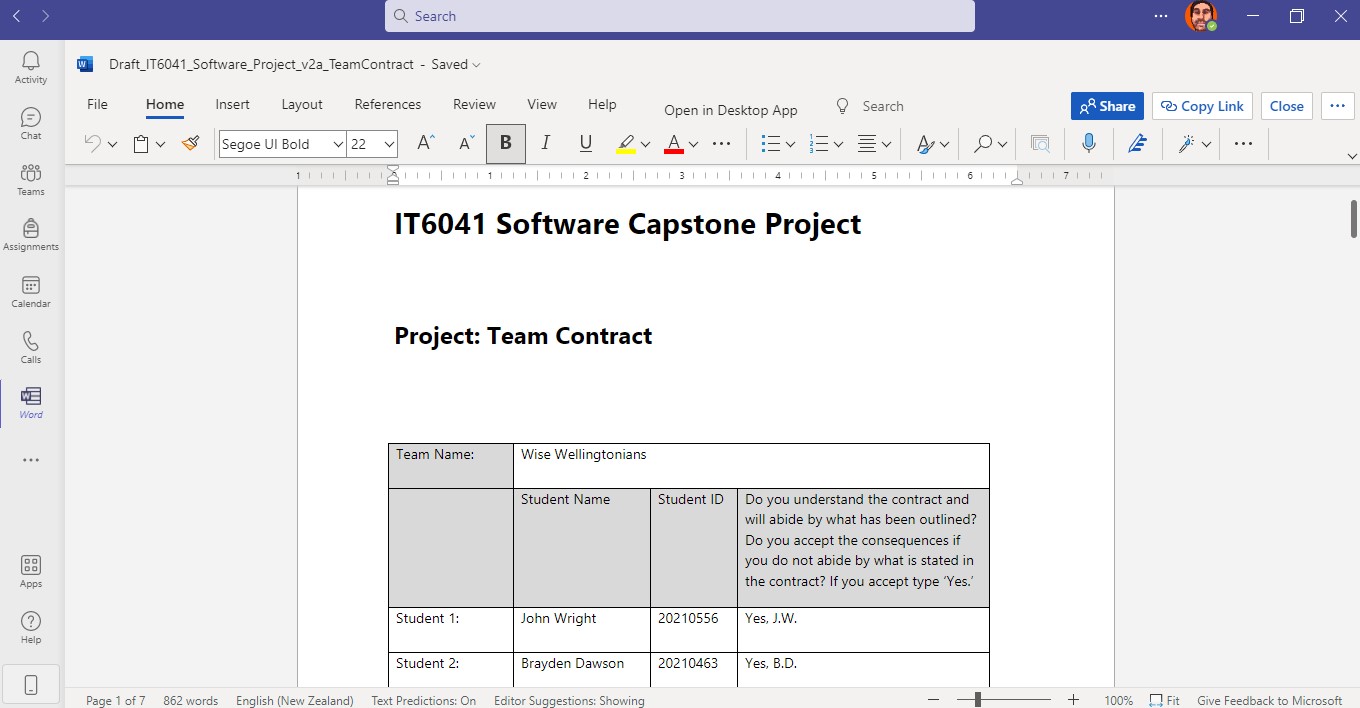 Search
Activity
Chat
Teams
Assignments
Calendar
Calls
Word
Apps
Help
W Draft_IT6041_Software_Project_v2a_TeamContract - Saved
File Home Insert Layout References Review View Help Open in Desktop App Search Share Copy Link Close
Segoe UI Bold 22 A A B I U A
1 1 2 3 4 5 6 7
IT6041 Software Capstone Project
Project: Team Contract
Team Name: Wise Wellingtonians
Student Name Student ID Do you understand the contract and
will abide by what has been outlined?
Do you accept the consequences if
you do not abide by what is stated in
the contract? If you accept type ‘Yes.’
Student 1: John Wright 20210556 Yes, J.W.
Student 2: Brayden Dawson 20210463 Yes, B.D.
Page 1 of 7 862 words English (New Zealand) Text Predictions: On Editor Suggestions: Showing 100% Fit Give Feedback to Microsoft